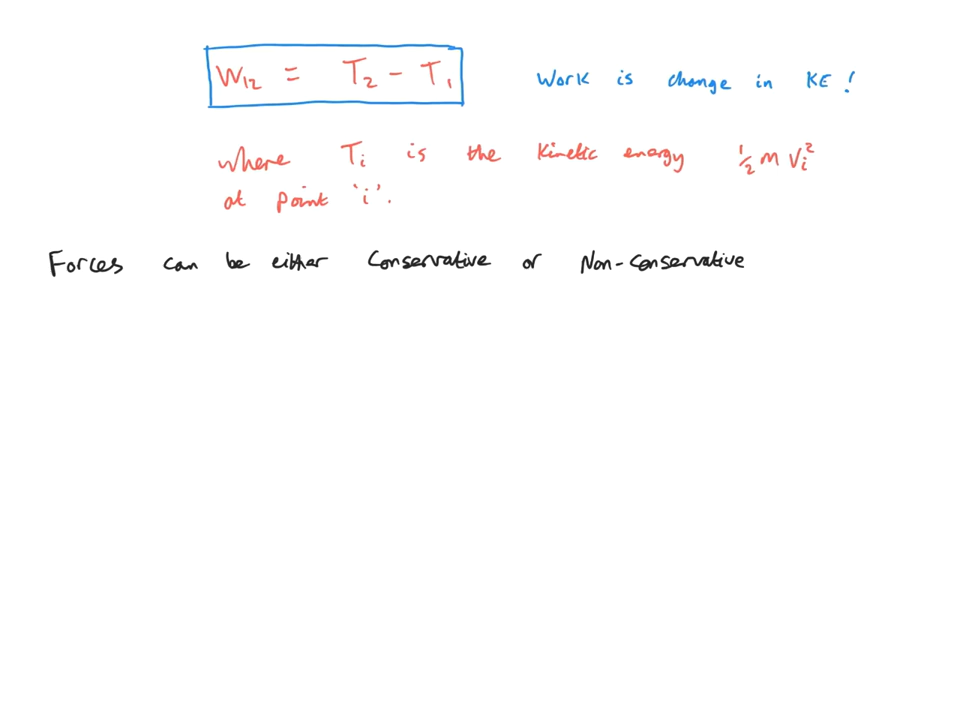 W₁₂ = T₂ - T₁ Work is change in KE!
where Tᵢ is the kinetic energy ½ m Vᵢ²
at point 'i'.
Forces can be either Conservative or Non-conservative